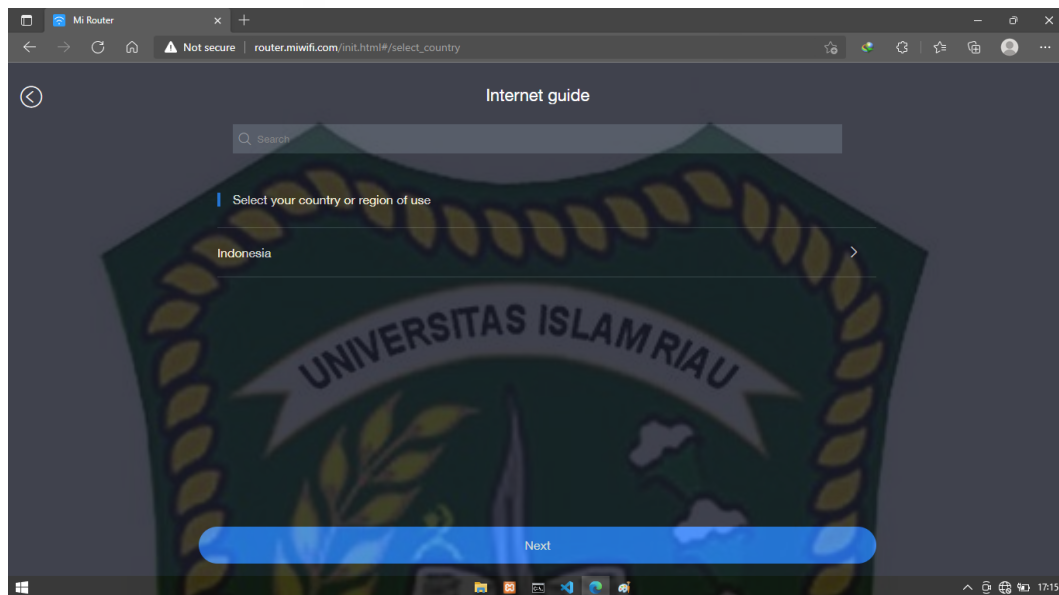 Mi Router
Not secure router.miwifi.com/init.html#/select_country
Internet guide
Search
Select your country or region of use
Indonesia
UNIVERSITAS ISLAM RIAU
Next
17:15